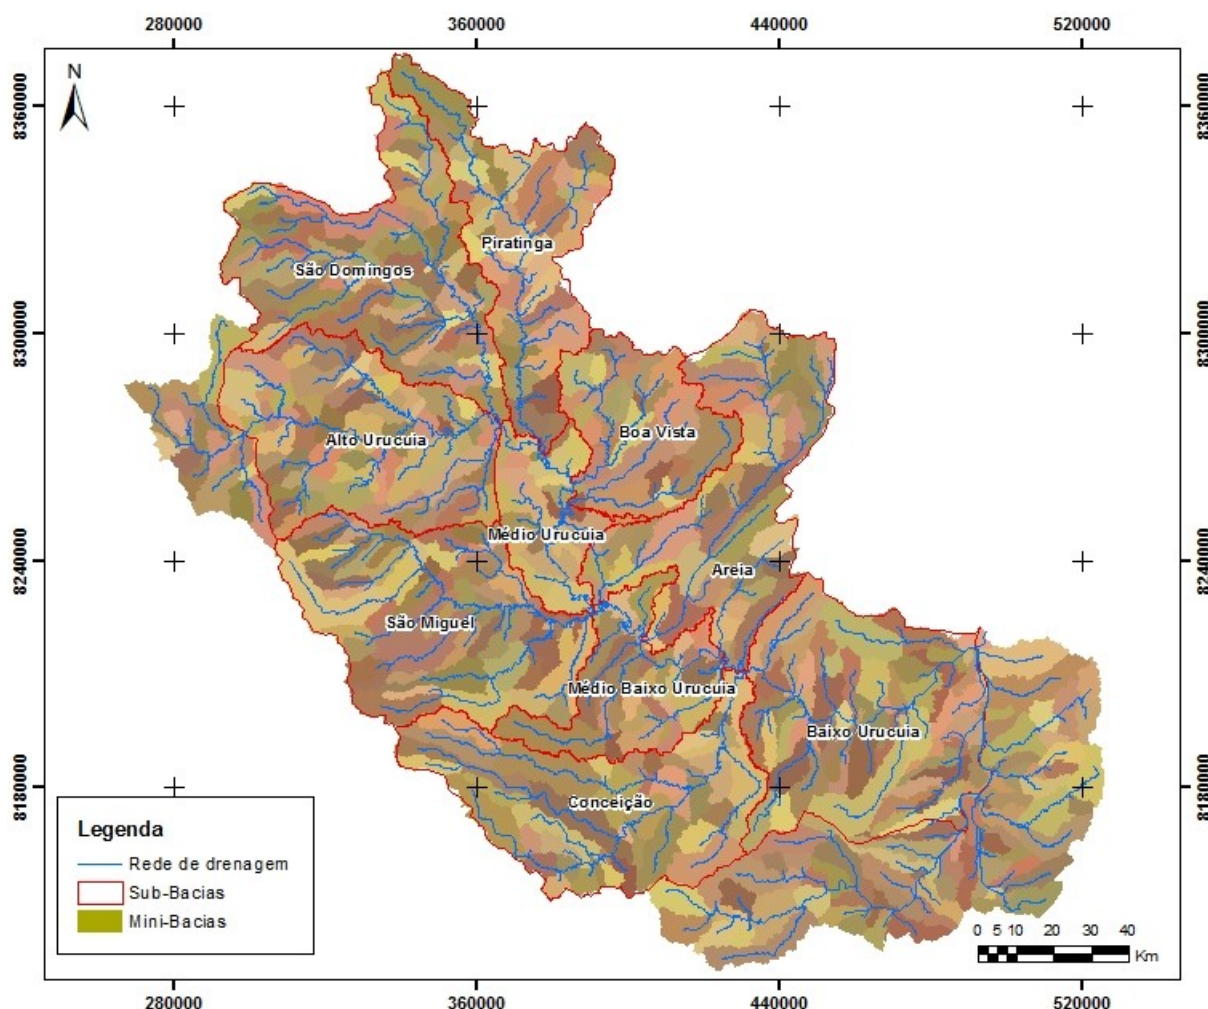 280000 360000 440000 520000
8360000 8360000
N
Piratinga
São Domingos
8300000 8300000
Alto Urucuia
Boa Vista
Médio Urucuia
8240000 8240000
Areia
São Miguel
Médio Baixo Urucuia
Baixo Urucuia
8180000 8180000
Conceição
Legenda
Rede de drenagem
Sub-Bacias
Mini-Bacias
0 5 10 20 30 40
Km
280000 360000 440000 520000